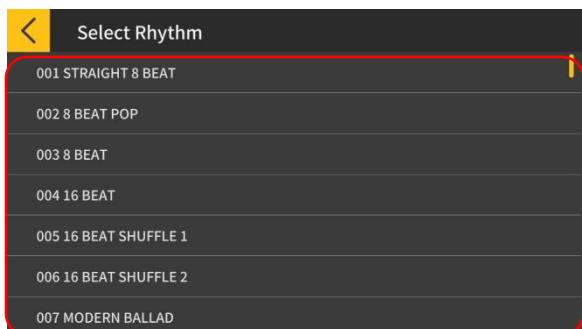 Select Rhythm
001 STRAIGHT 8 BEAT
002 8 BEAT POP
003 8 BEAT
004 16 BEAT
005 16 BEAT SHUFFLE 1
006 16 BEAT SHUFFLE 2
007 MODERN BALLAD